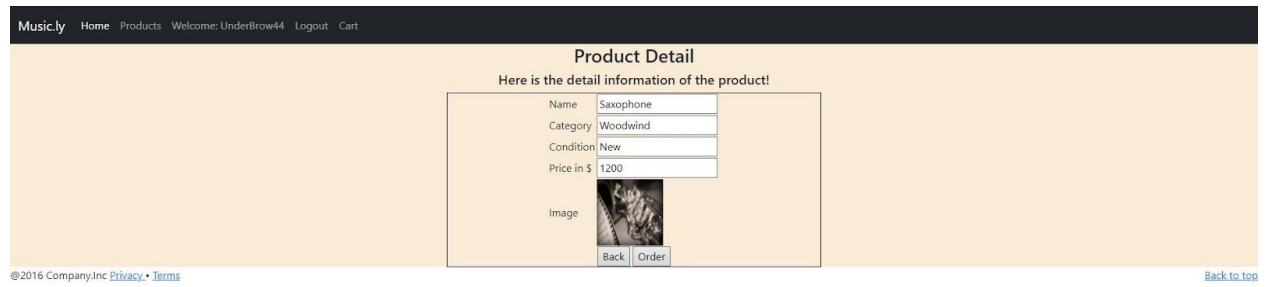 Music.ly Home Products Welcome: UnderBrow44 Logout Cart
Product Detail
Here is the detail information of the product!
Name Saxophone
Category Woodwind
Condition New
Price in $ 1200
Image
Back Order
@2016 Company.Inc Privacy • Terms Back to top